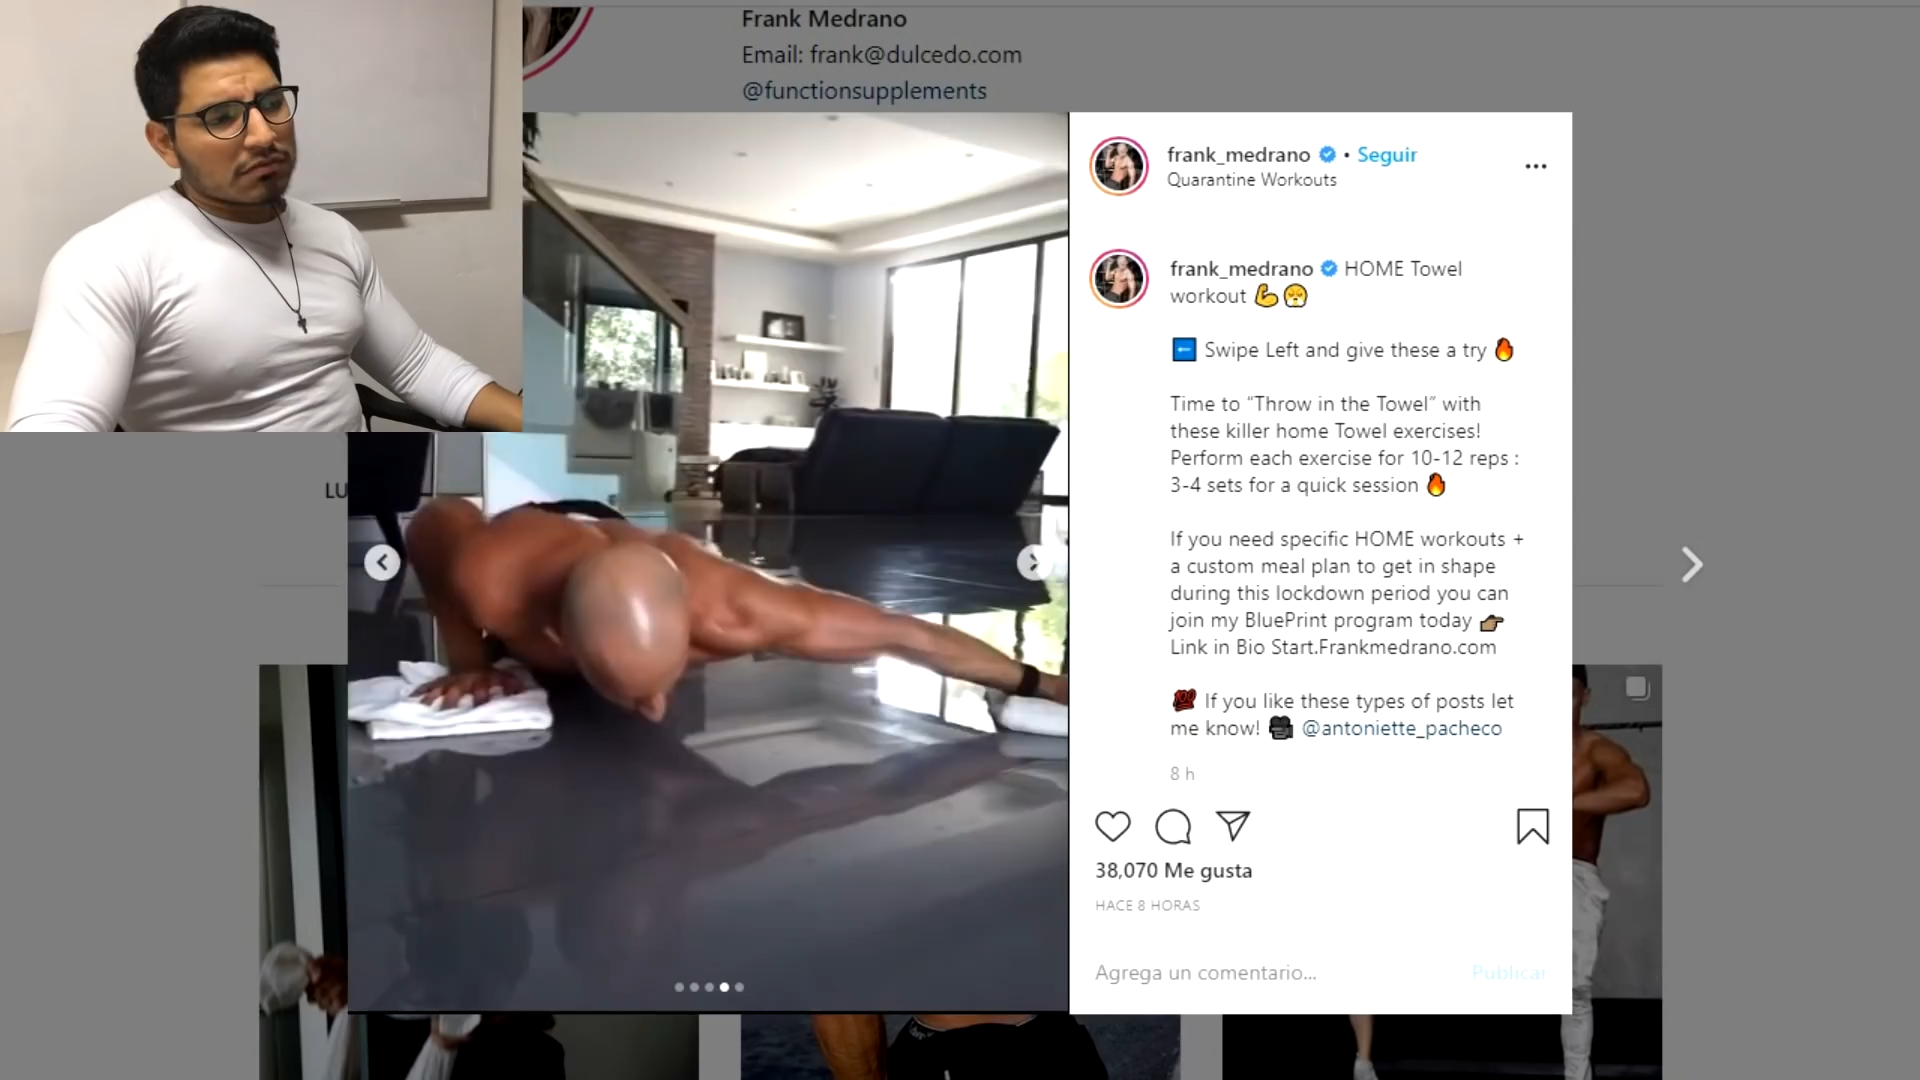 Frank Medrano
Email: frank@dulcedo.com
@functionsupplements
frank_medrano • Seguir
Quarantine Workouts
frank_medrano HOME Towel
workout 💪😤
⬅️ Swipe Left and give these a try 🔥
Time to “Throw in the Towel” with
these killer home Towel exercises!
Perform each exercise for 10-12 reps :
3-4 sets for a quick session 🔥
If you need specific HOME workouts +
a custom meal plan to get in shape
during this lockdown period you can
join my BluePrint program today 👉🏽
Link in Bio Start.Frankmedrano.com
💯 If you like these types of posts let
me know! 🎥 @antoniette_pacheco
8 h
38,070 Me gusta
HACE 8 HORAS
Agrega un comentario...
Publicar
LU